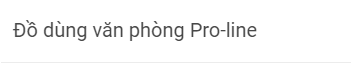 Đồ dùng văn phòng Pro-line